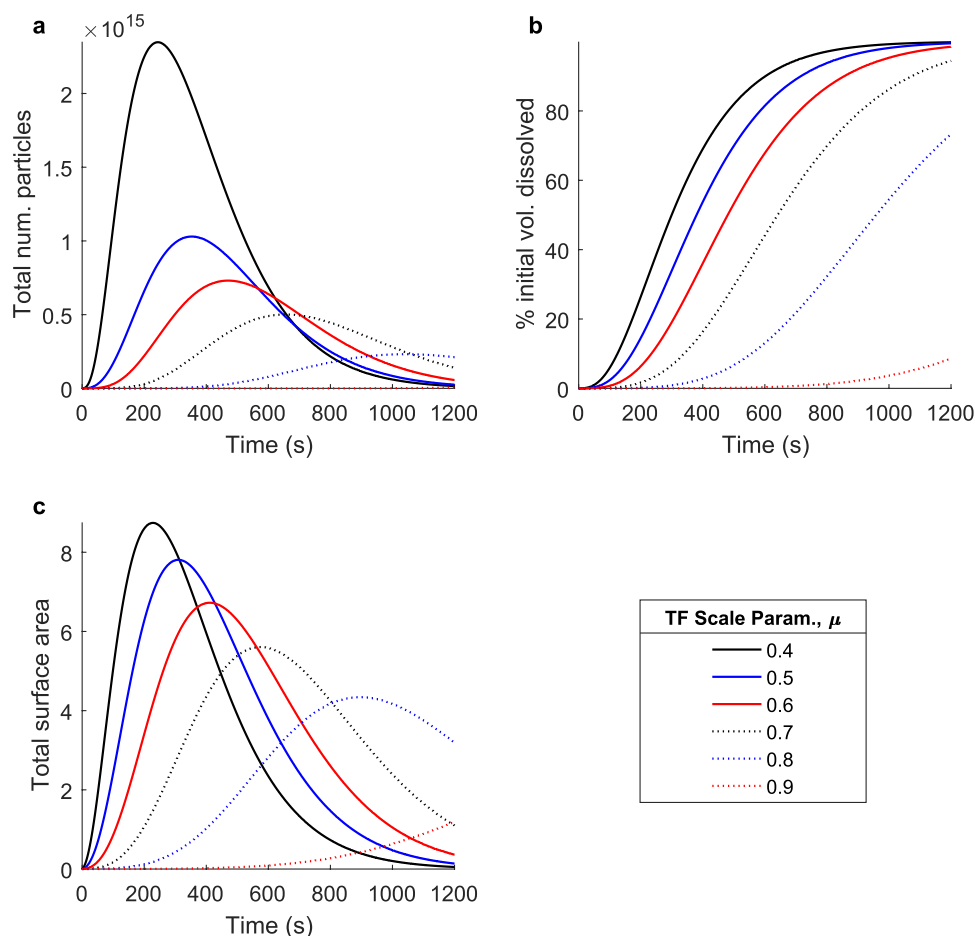 a
×10^15
Total num. particles
2
1.5
1
0.5
0
0 200 400 600 800 1000 1200
Time (s)
b
% initial vol. dissolved
80
60
40
20
0
0 200 400 600 800 1000 1200
Time (s)
c
Total surface area
8
6
4
2
0
0 200 400 600 800 1000 1200
Time (s)
TF Scale Param., μ
0.4
0.5
0.6
0.7
0.8
0.9